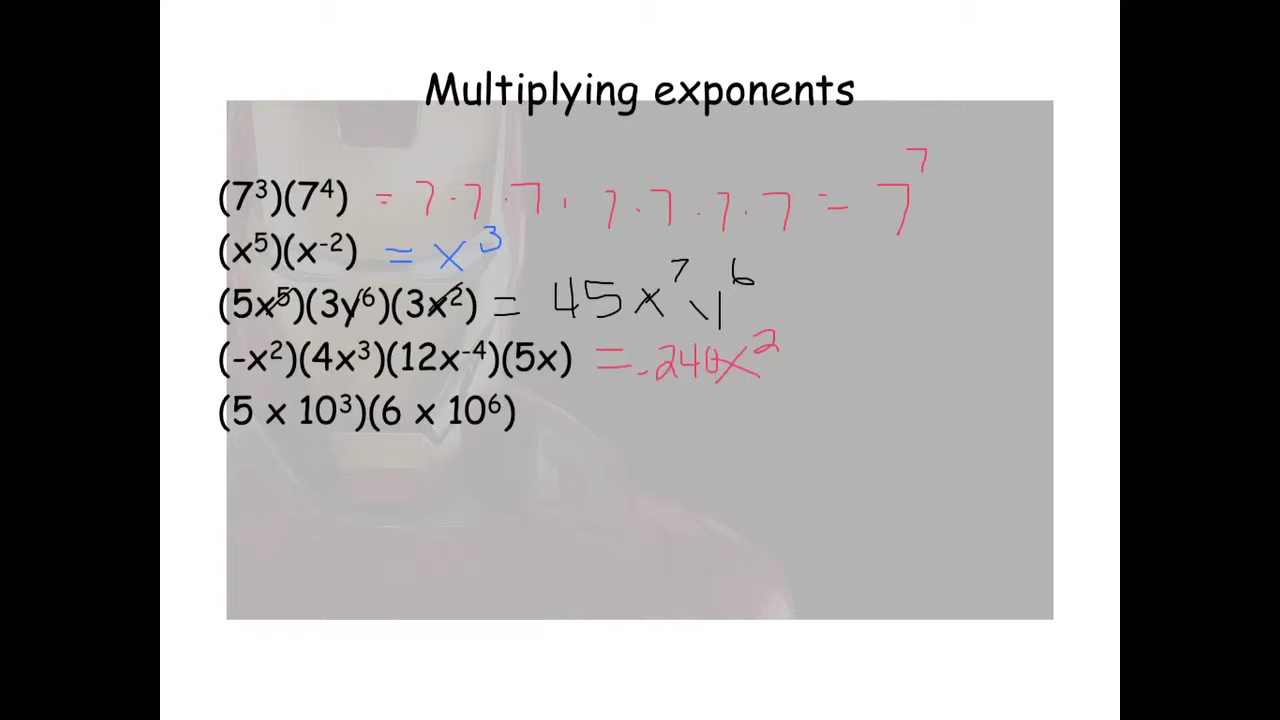 Multiplying exponents
(7³)(7⁴) = 7 · 7 · 7 · 7 · 7 · 7 · 7 = 7⁷
(x⁵)(x⁻²) = x³
(5x⁵)(3y⁶)(3x²) = 45x⁷y⁶
(-x²)(4x³)(12x⁻⁴)(5x) = -240x²
(5 x 10³)(6 x 10⁶)